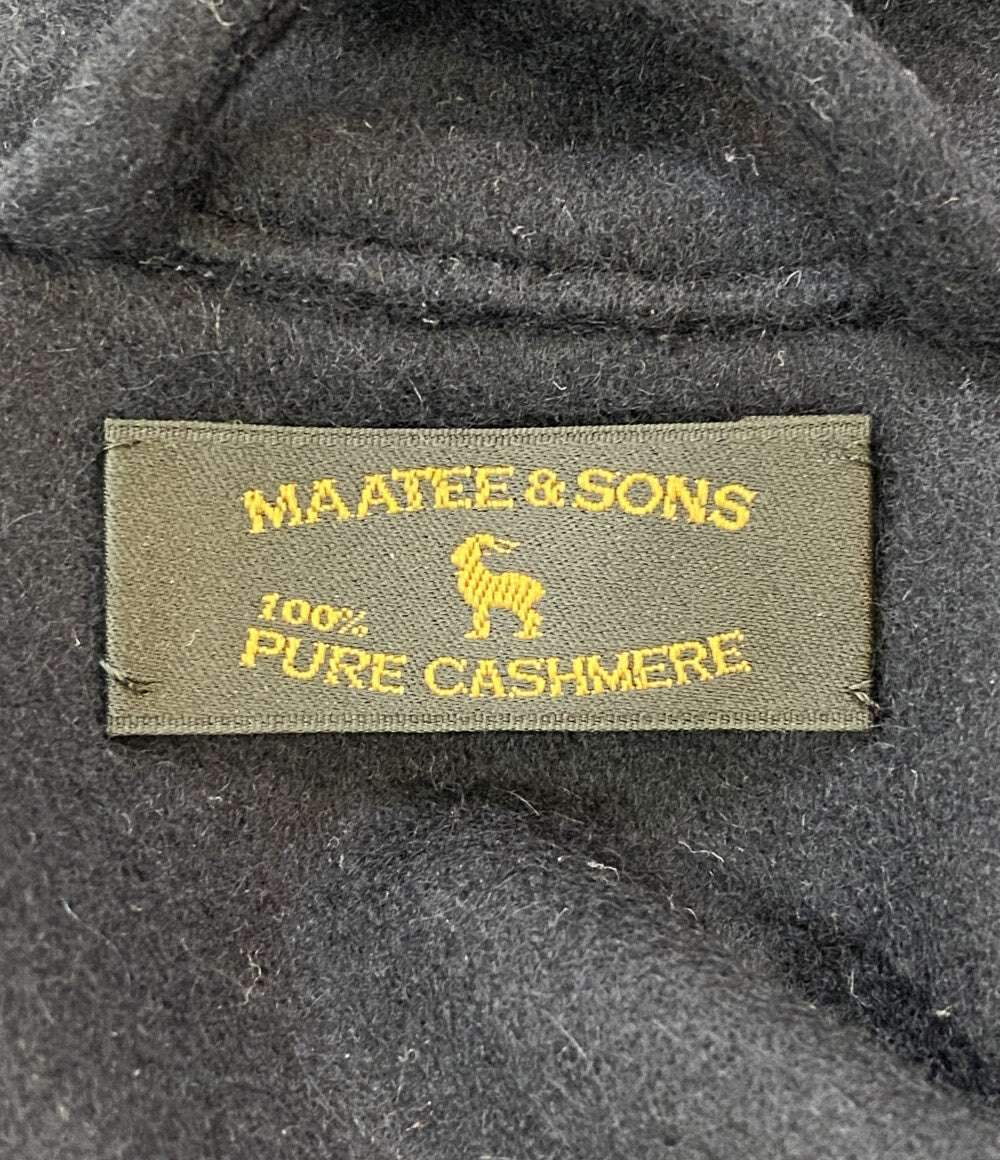 MAATEE & SONS
100%
PURE CASHMERE